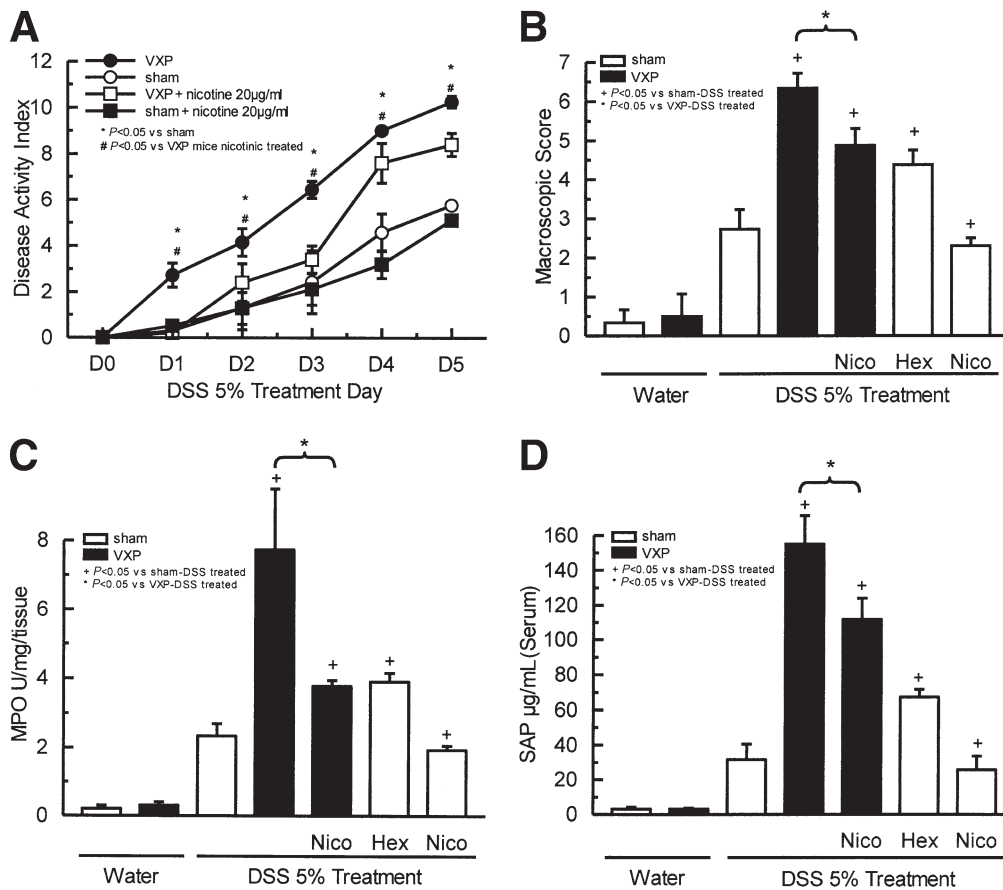 A
Disease Activity Index
12
10
8
6
4
2
0
VXP
sham
VXP + nicotine 20µg/ml
sham + nicotine 20µg/ml
* P<0.05 vs sham
# P<0.05 vs VXP mice nicotinic treated
*
#
*
#
*
#
*
#
*
#
D0 D1 D2 D3 D4 D5
DSS 5% Treatment Day
B
Macroscopic Score
7
6
5
4
3
2
1
0
sham
VXP
+ P<0.05 vs sham-DSS treated
* P<0.05 vs VXP-DSS treated
*
+
+
+
+
Nico Hex Nico
Water DSS 5% Treatment
C
MPO U/mg/tissue
8
6
4
2
0
sham
VXP
+ P<0.05 vs sham-DSS treated
* P<0.05 vs VXP-DSS treated
*
+
+
+
+
Nico Hex Nico
Water DSS 5% Treatment
D
SAP µg/mL(Serum)
160
140
120
100
80
60
40
20
0
sham
VXP
+ P<0.05 vs sham-DSS treated
* P<0.05 vs VXP-DSS treated
*
+
+
+
+
Nico Hex Nico
Water DSS 5% Treatment